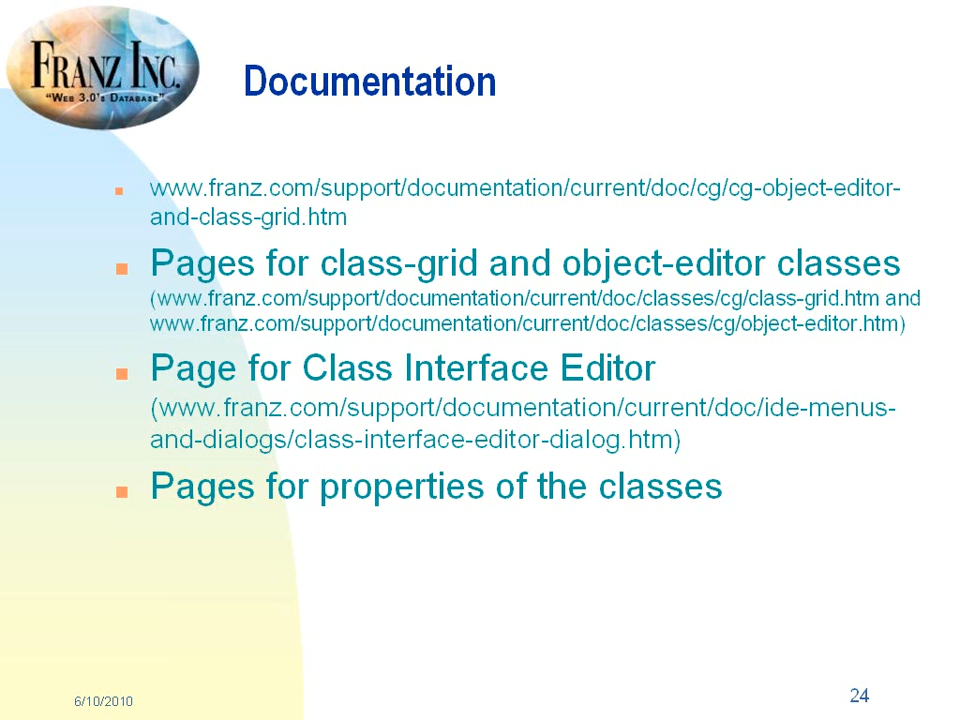 FRANZ INC.
"WEB 3.0'S DATABASE"
Documentation
www.franz.com/support/documentation/current/doc/cg/cg-object-editor-
and-class-grid.htm
Pages for class-grid and object-editor classes
(www.franz.com/support/documentation/current/doc/classes/cg/class-grid.htm and
www.franz.com/support/documentation/current/doc/classes/cg/object-editor.htm)
Page for Class Interface Editor
(www.franz.com/support/documentation/current/doc/ide-menus-
and-dialogs/class-interface-editor-dialog.htm)
Pages for properties of the classes
6/10/2010
24